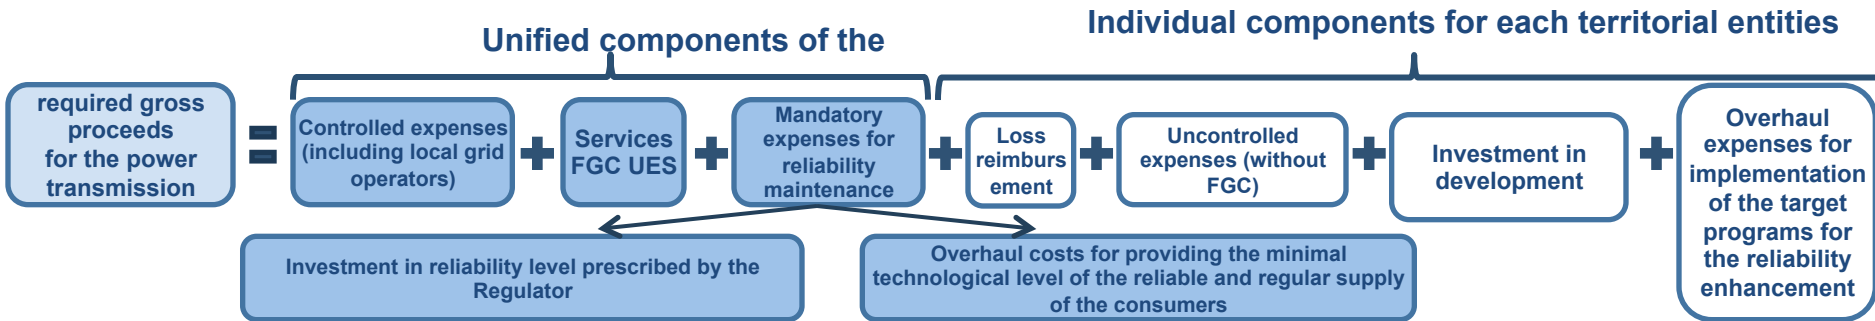 Unified components of the
Individual components for each territorial entities
required gross
proceeds
for the power
transmission
=
Controlled expenses
(including local grid
operators)
+
Services
FGC UES
+
Mandatory
expenses for
reliability
maintenance
+
Loss
reimburs
ement
+
Uncontrolled
expenses (without
FGC)
+
Investment in
development
+
Overhaul
expenses for
implementation
of the target
programs for
the reliability
enhancement
Investment in reliability level prescribed by the
Regulator
Overhaul costs for providing the minimal
technological level of the reliable and regular supply
of the consumers